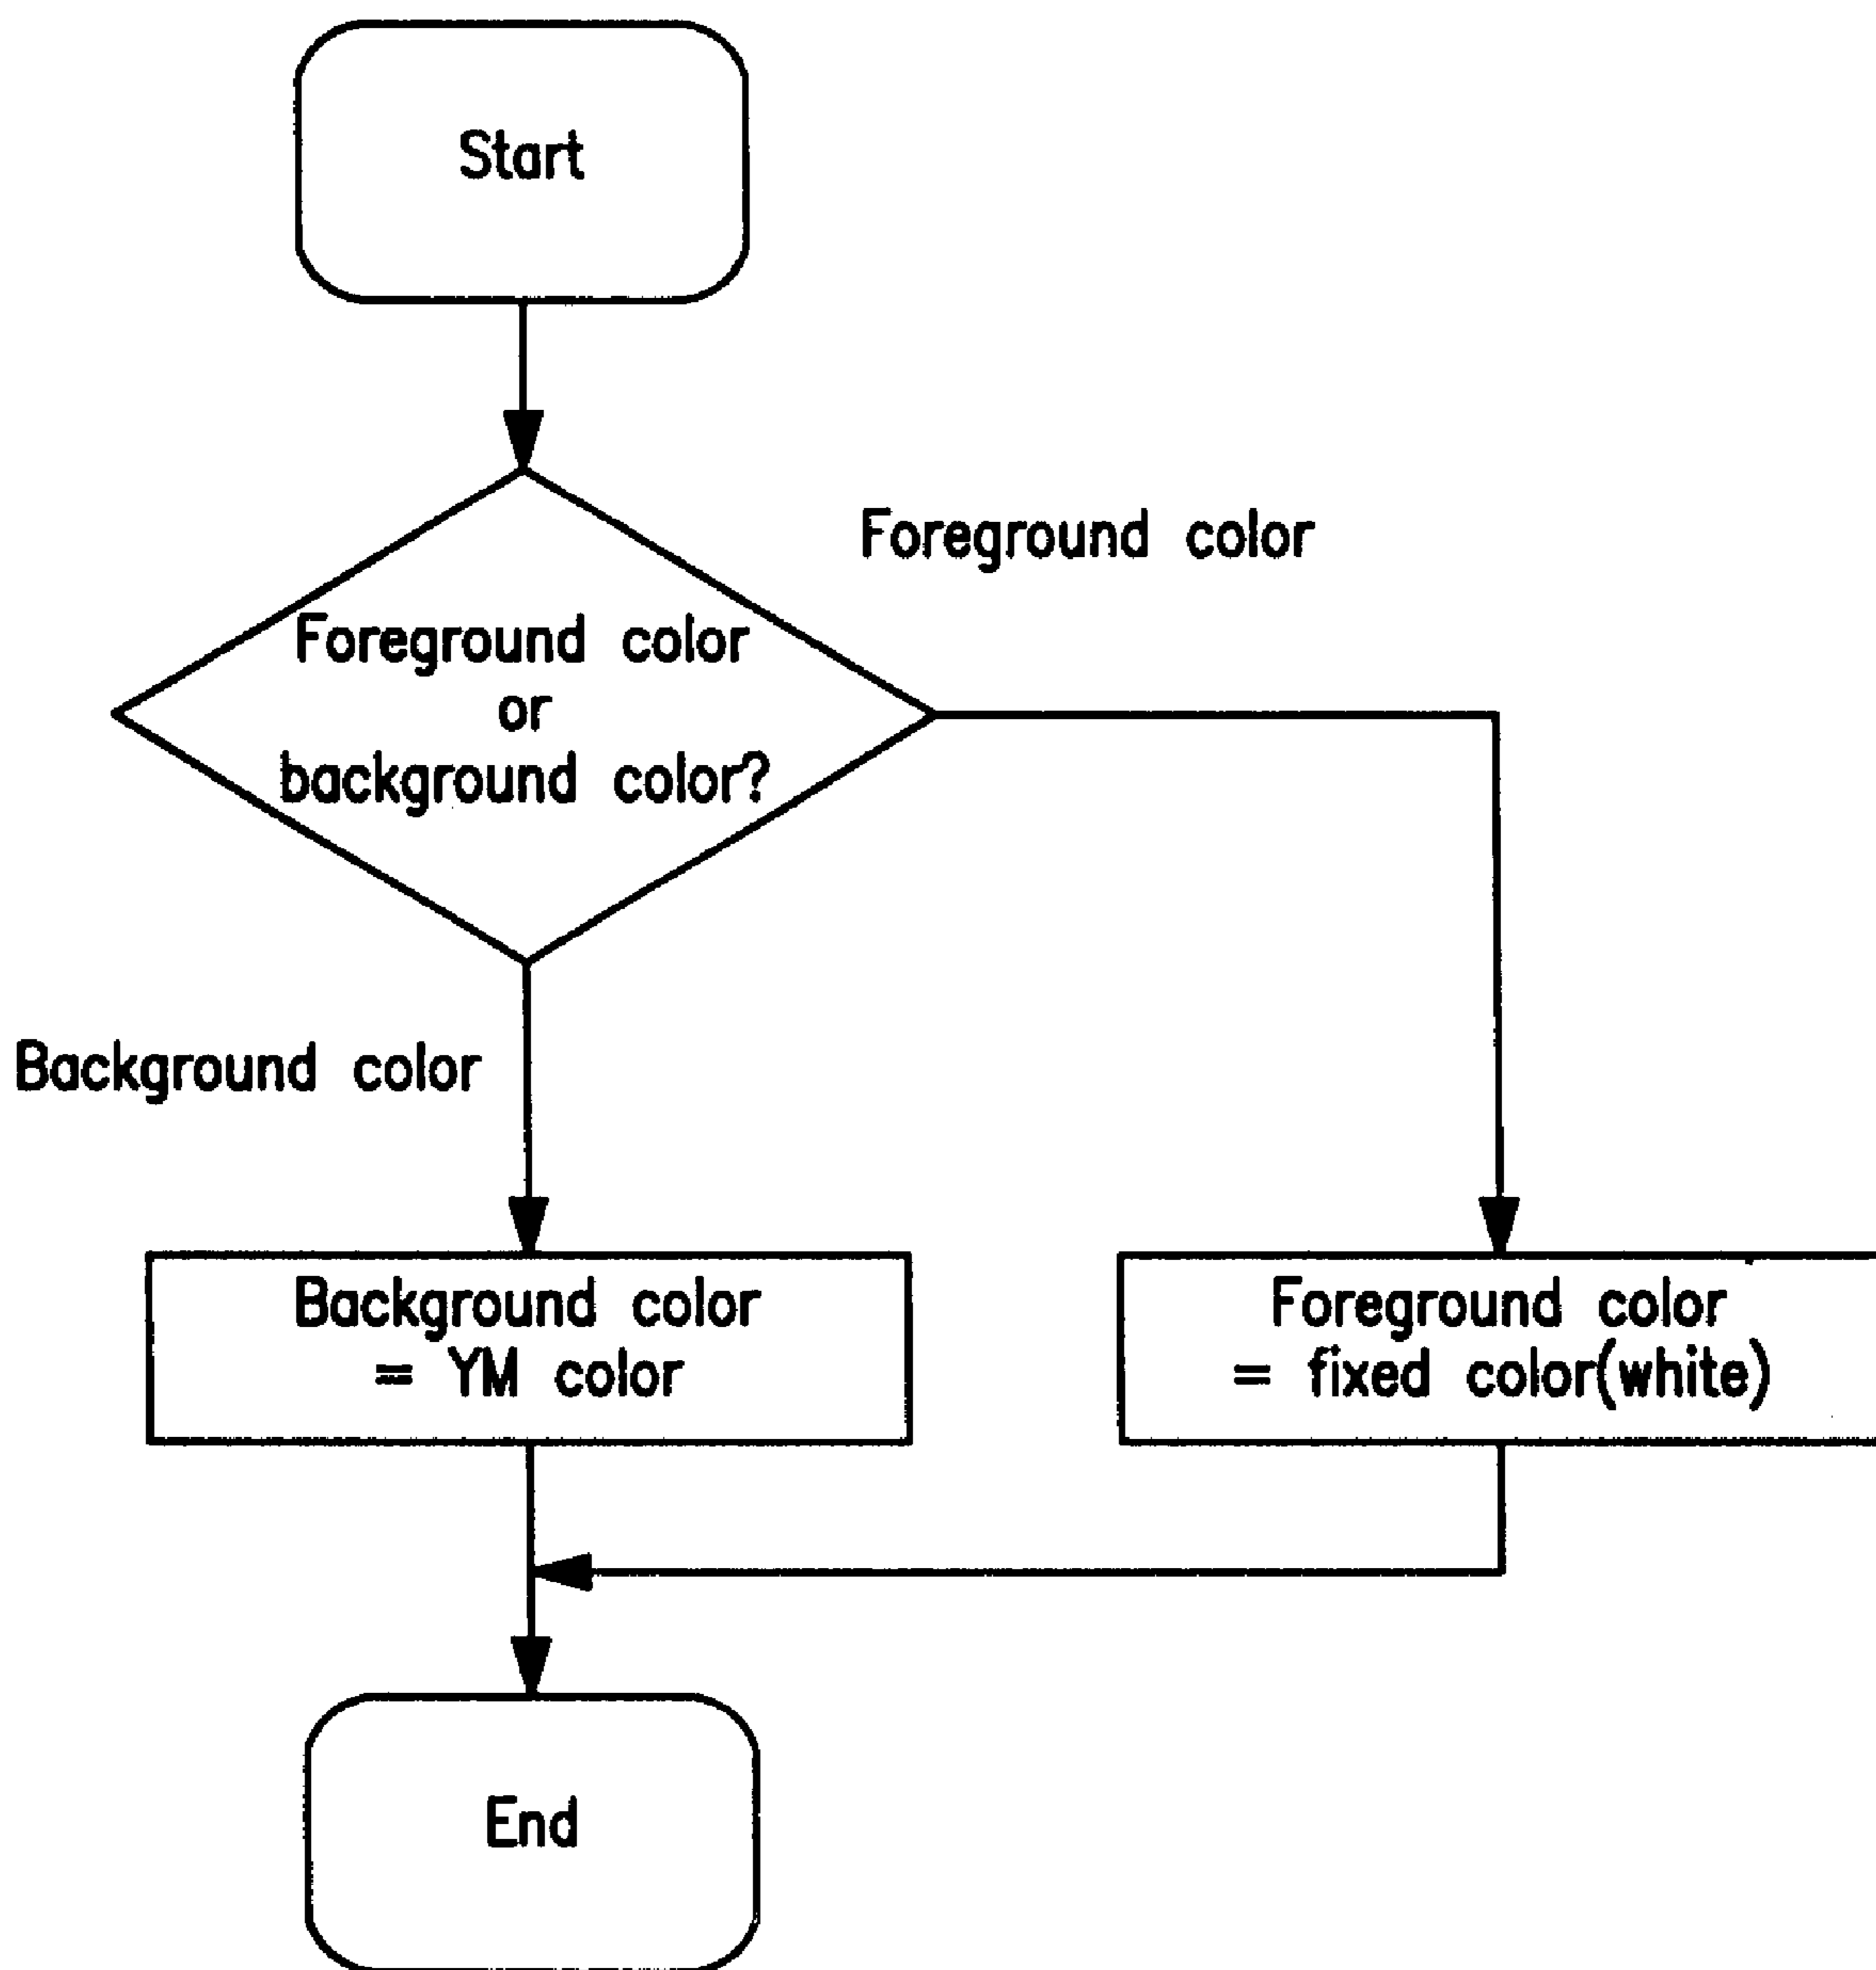 Start
Foreground color
Foreground color
or
background color?
Background color
Background color
= YM color
Foreground color
= fixed color(white)
End